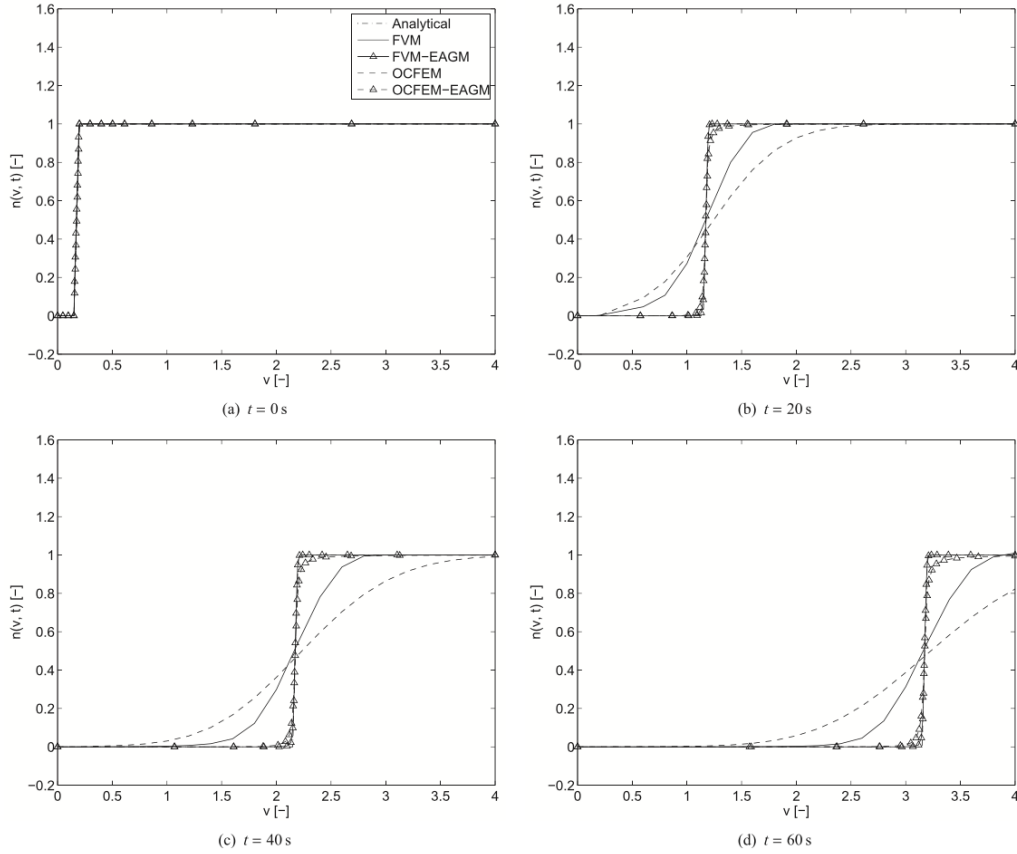 1.6
1.4
1.2
1
0.8
0.6
0.4
0.2
0
−0.2
n(v, t) [−]
Analytical
FVM
FVM−EAGM
OCFEM
OCFEM−EAGM
0 0.5 1 1.5 2 2.5 3 3.5 4
v [−]
(a) t = 0 s
1.6
1.4
1.2
1
0.8
0.6
0.4
0.2
0
−0.2
n(v, t) [−]
0 0.5 1 1.5 2 2.5 3 3.5 4
v [−]
(b) t = 20 s
1.6
1.4
1.2
1
0.8
0.6
0.4
0.2
0
−0.2
n(v, t) [−]
0 0.5 1 1.5 2 2.5 3 3.5 4
v [−]
(c) t = 40 s
1.6
1.4
1.2
1
0.8
0.6
0.4
0.2
0
−0.2
n(v, t) [−]
0 0.5 1 1.5 2 2.5 3 3.5 4
v [−]
(d) t = 60 s